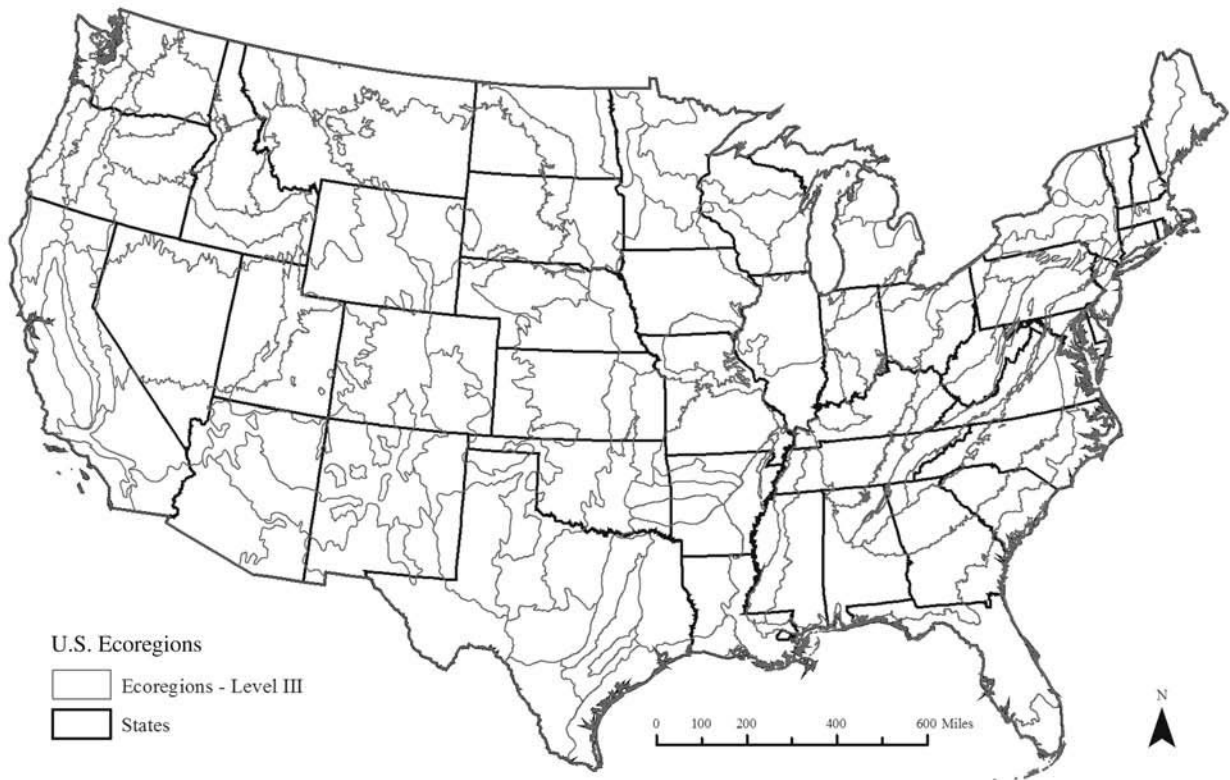 U.S. Ecoregions
Ecoregions - Level III
States
0 100 200 400 600 Miles
N